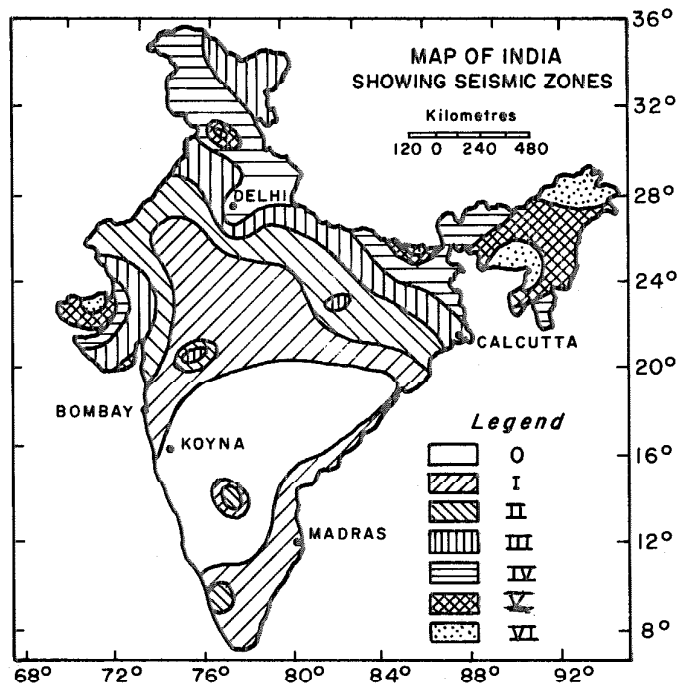 MAP OF INDIA
SHOWING SEISMIC ZONES
Kilometres
120 0 240 480
36°
32°
28°
24°
20°
16°
12°
8°
DELHI
CALCUTTA
BOMBAY
KOYNA
MADRAS
Legend
O
I
II
III
IV
V
VI
68° 72° 76° 80° 84° 88° 92°